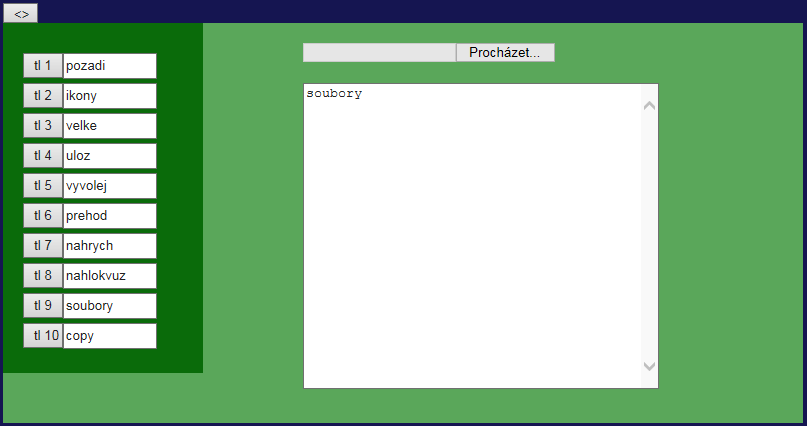 <>
tl 1 pozadi
tl 2 ikony
tl 3 velke
tl 4 uloz
tl 5 vyvolej
tl 6 prehod
tl 7 nahrych
tl 8 nahlokvuz
tl 9 soubory
tl 10 copy
Procházet...
soubory